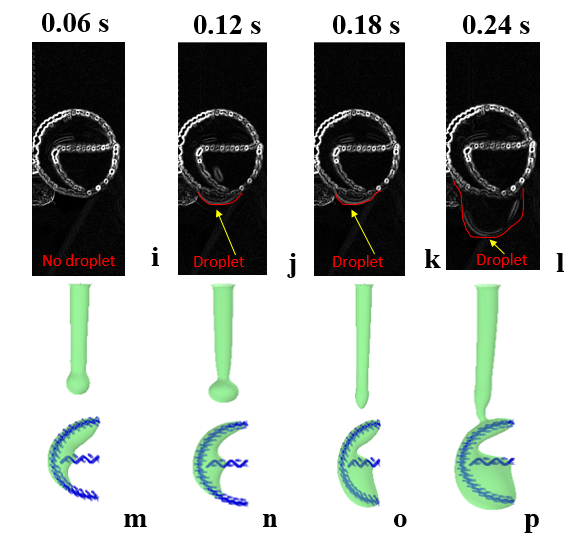 0.06 s 0.12 s 0.18 s 0.24 s
No droplet i Droplet j Droplet k Droplet l
m n o p